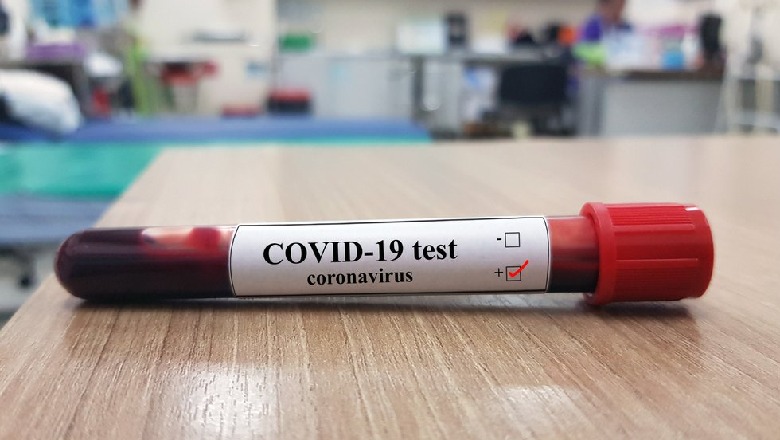 COVID-19 test
coronavirus
- ☐
+ ☑